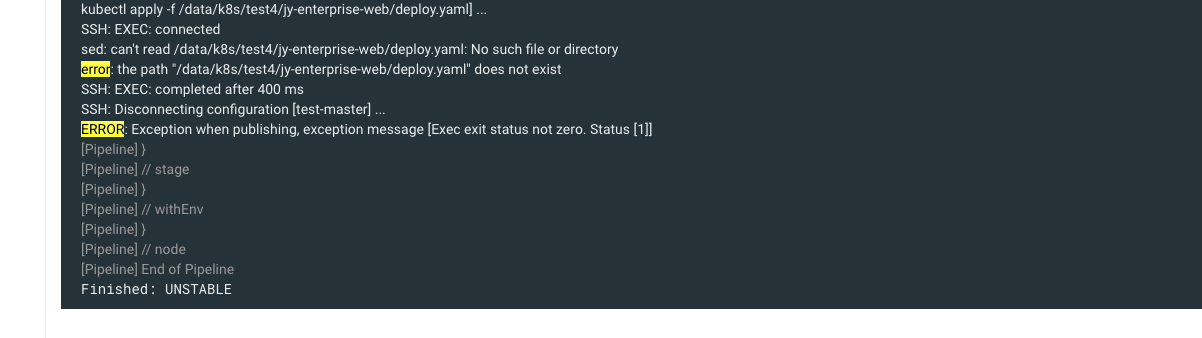 kubectl apply -f /data/k8s/test4/jy-enterprise-web/deploy.yaml] ...
SSH: EXEC: connected
sed: can't read /data/k8s/test4/jy-enterprise-web/deploy.yaml: No such file or directory
error: the path "/data/k8s/test4/jy-enterprise-web/deploy.yaml" does not exist
SSH: EXEC: completed after 400 ms
SSH: Disconnecting configuration [test-master] ...
ERROR: Exception when publishing, exception message [Exec exit status not zero. Status [1]]
[Pipeline] }
[Pipeline] // stage
[Pipeline] }
[Pipeline] // withEnv
[Pipeline] }
[Pipeline] // node
[Pipeline] End of Pipeline
Finished: UNSTABLE